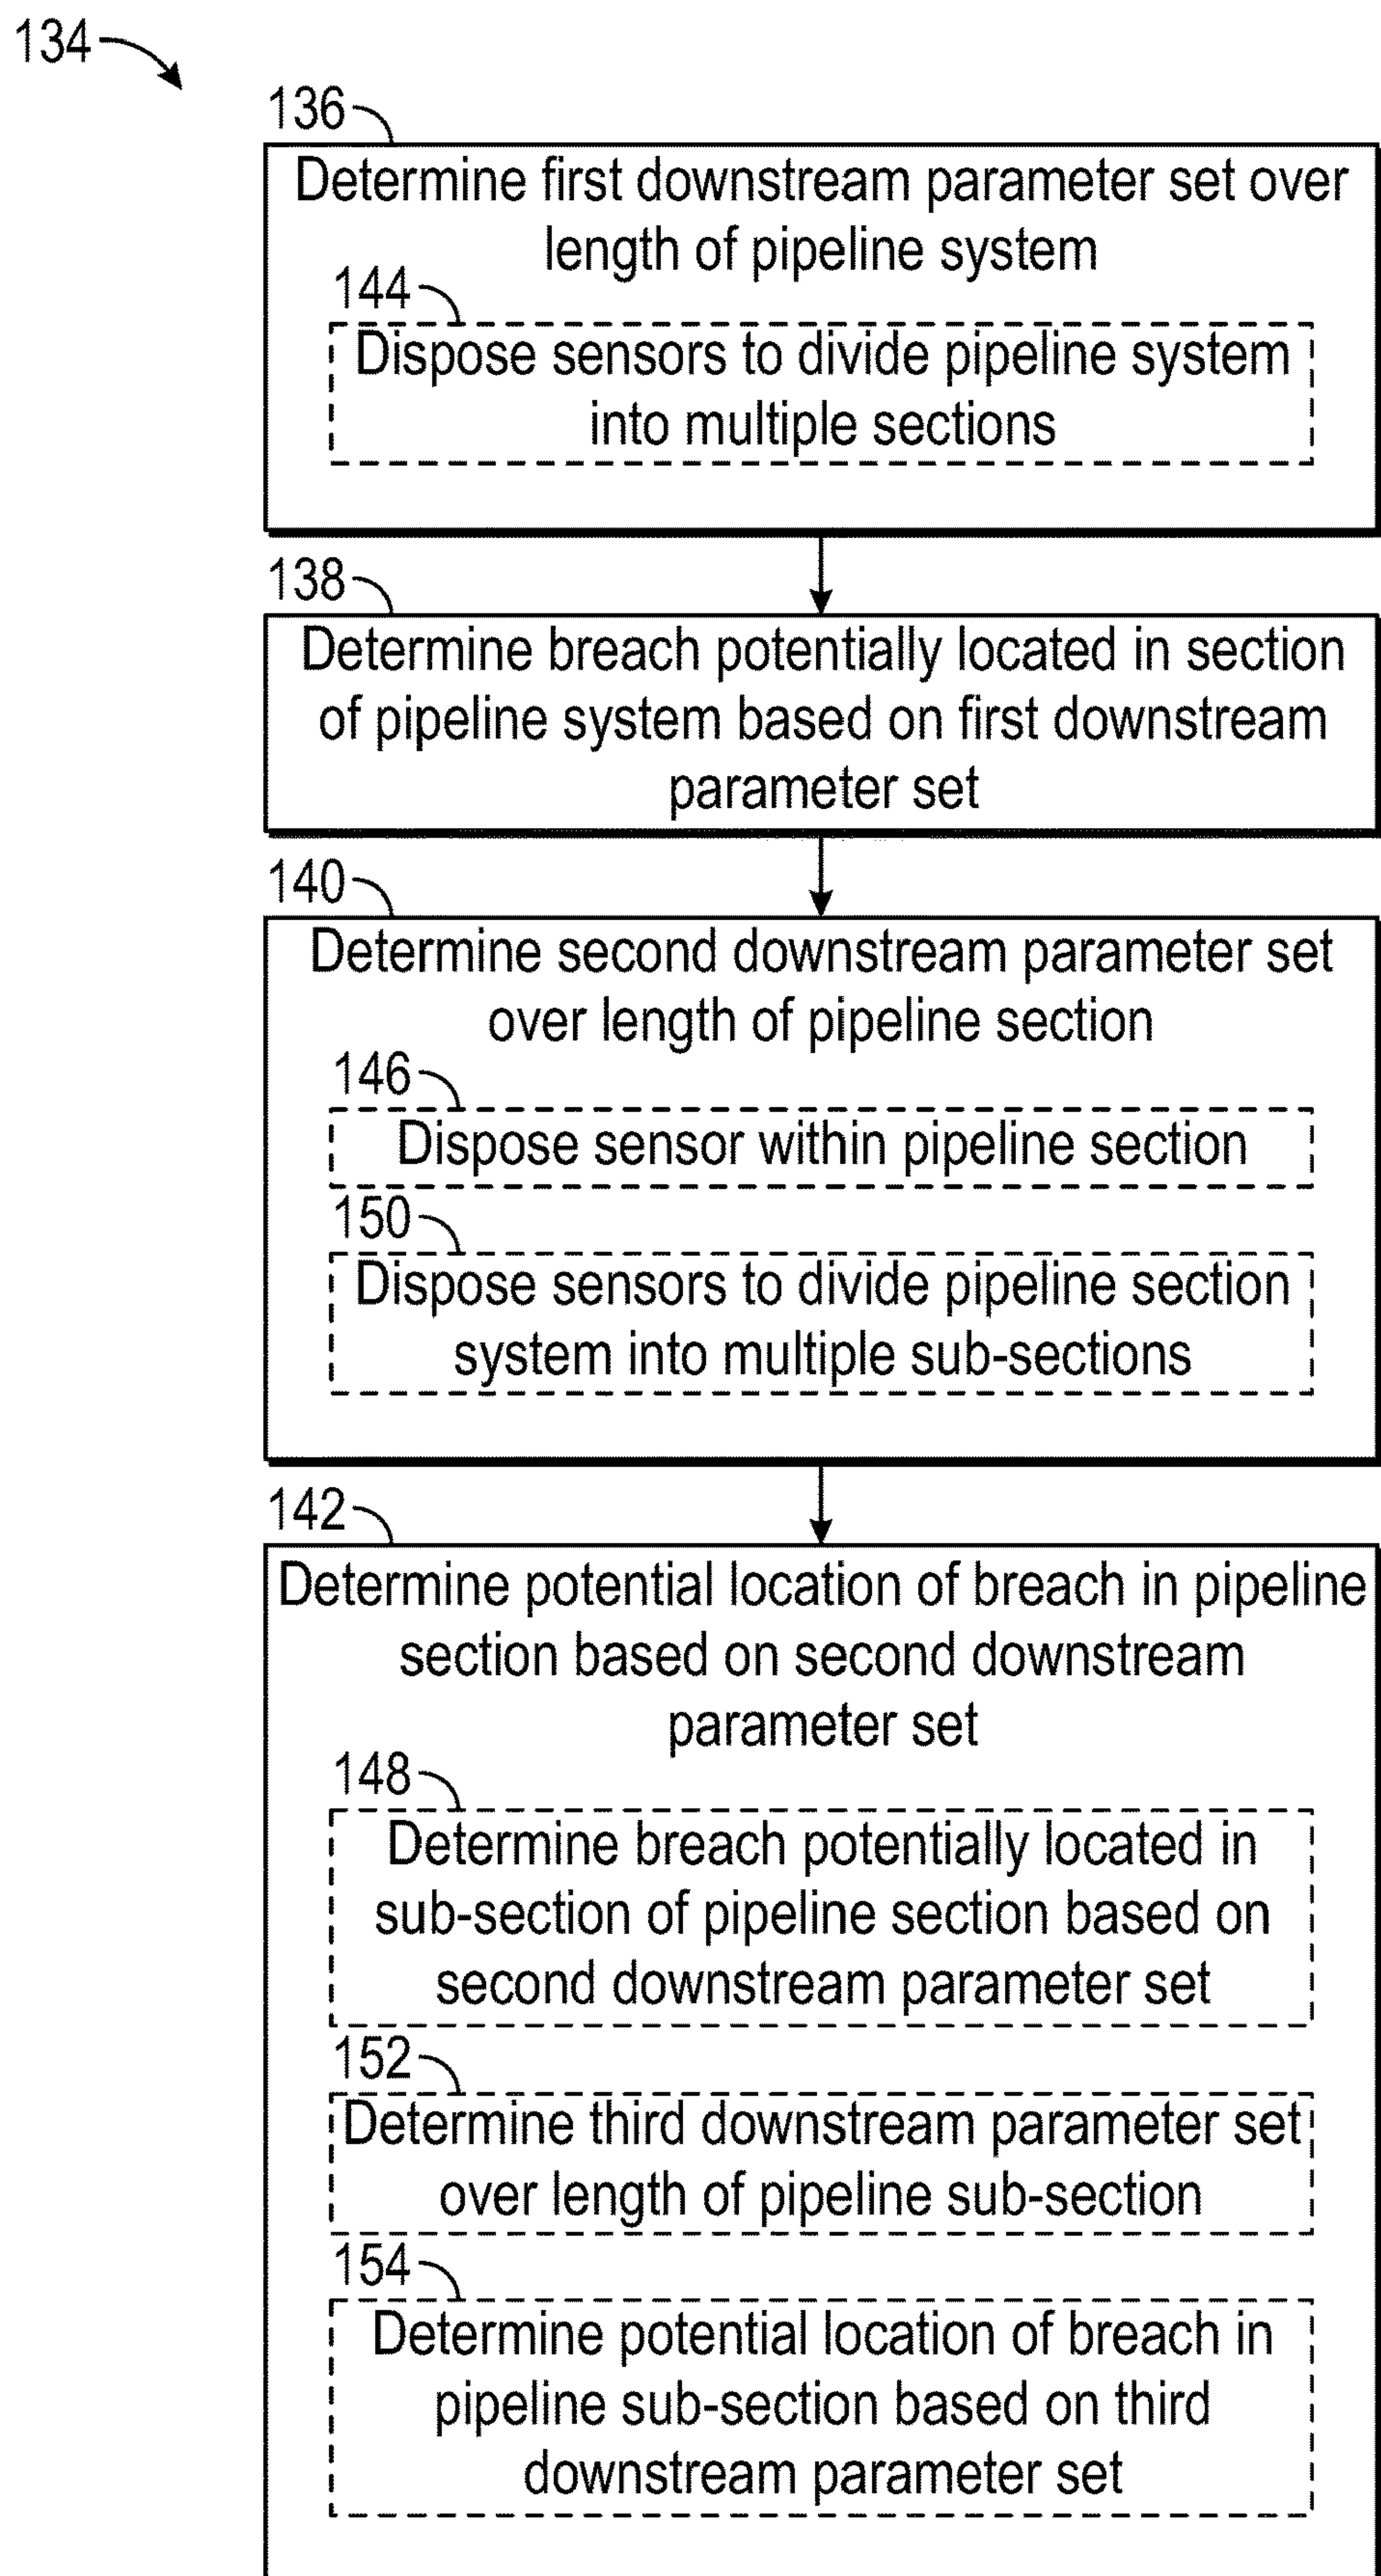 134
136
Determine first downstream parameter set over
length of pipeline system
144
Dispose sensors to divide pipeline system
into multiple sections
138
Determine breach potentially located in section
of pipeline system based on first downstream
parameter set
140
Determine second downstream parameter set
over length of pipeline section
146
Dispose sensor within pipeline section
150
Dispose sensors to divide pipeline section
system into multiple sub-sections
142
Determine potential location of breach in pipeline
section based on second downstream
parameter set
148
Determine breach potentially located in
sub-section of pipeline section based on
second downstream parameter set
152
Determine third downstream parameter set
over length of pipeline sub-section
154
Determine potential location of breach in
pipeline sub-section based on third
downstream parameter set